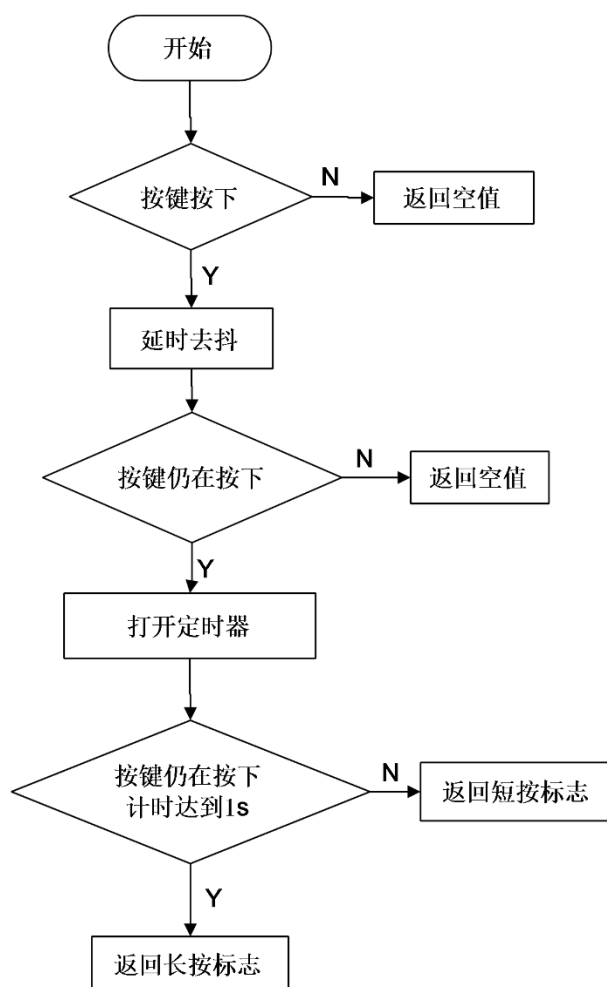 开始
按键按下
N
返回空值
Y
延时去抖
按键仍在按下
N
返回空值
Y
打开定时器
按键仍在按下
计时达到1s
N
返回短按标志
Y
返回长按标志